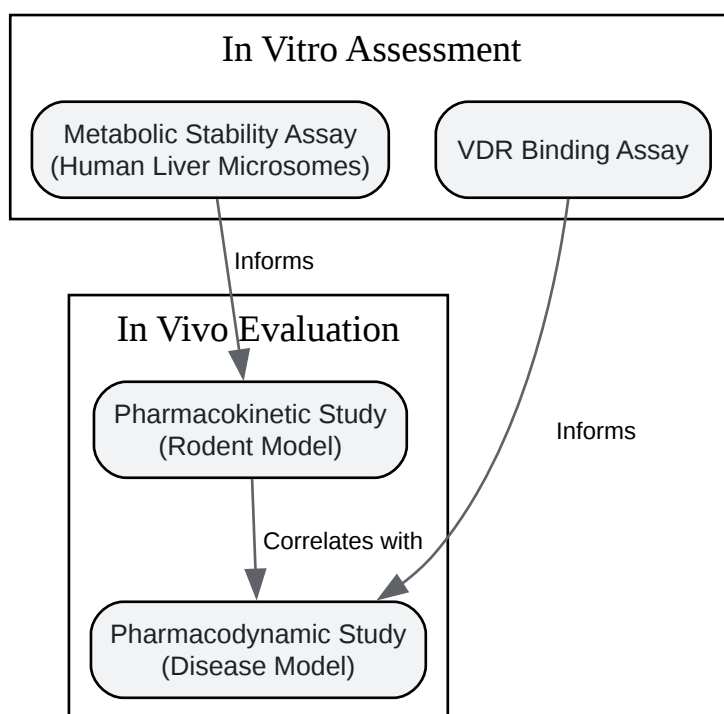 In Vitro Assessment
Metabolic Stability Assay
(Human Liver Microsomes)
VDR Binding Assay
Informs
In Vivo Evaluation
Pharmacokinetic Study
(Rodent Model)
Informs
Correlates with
Pharmacodynamic Study
(Disease Model)